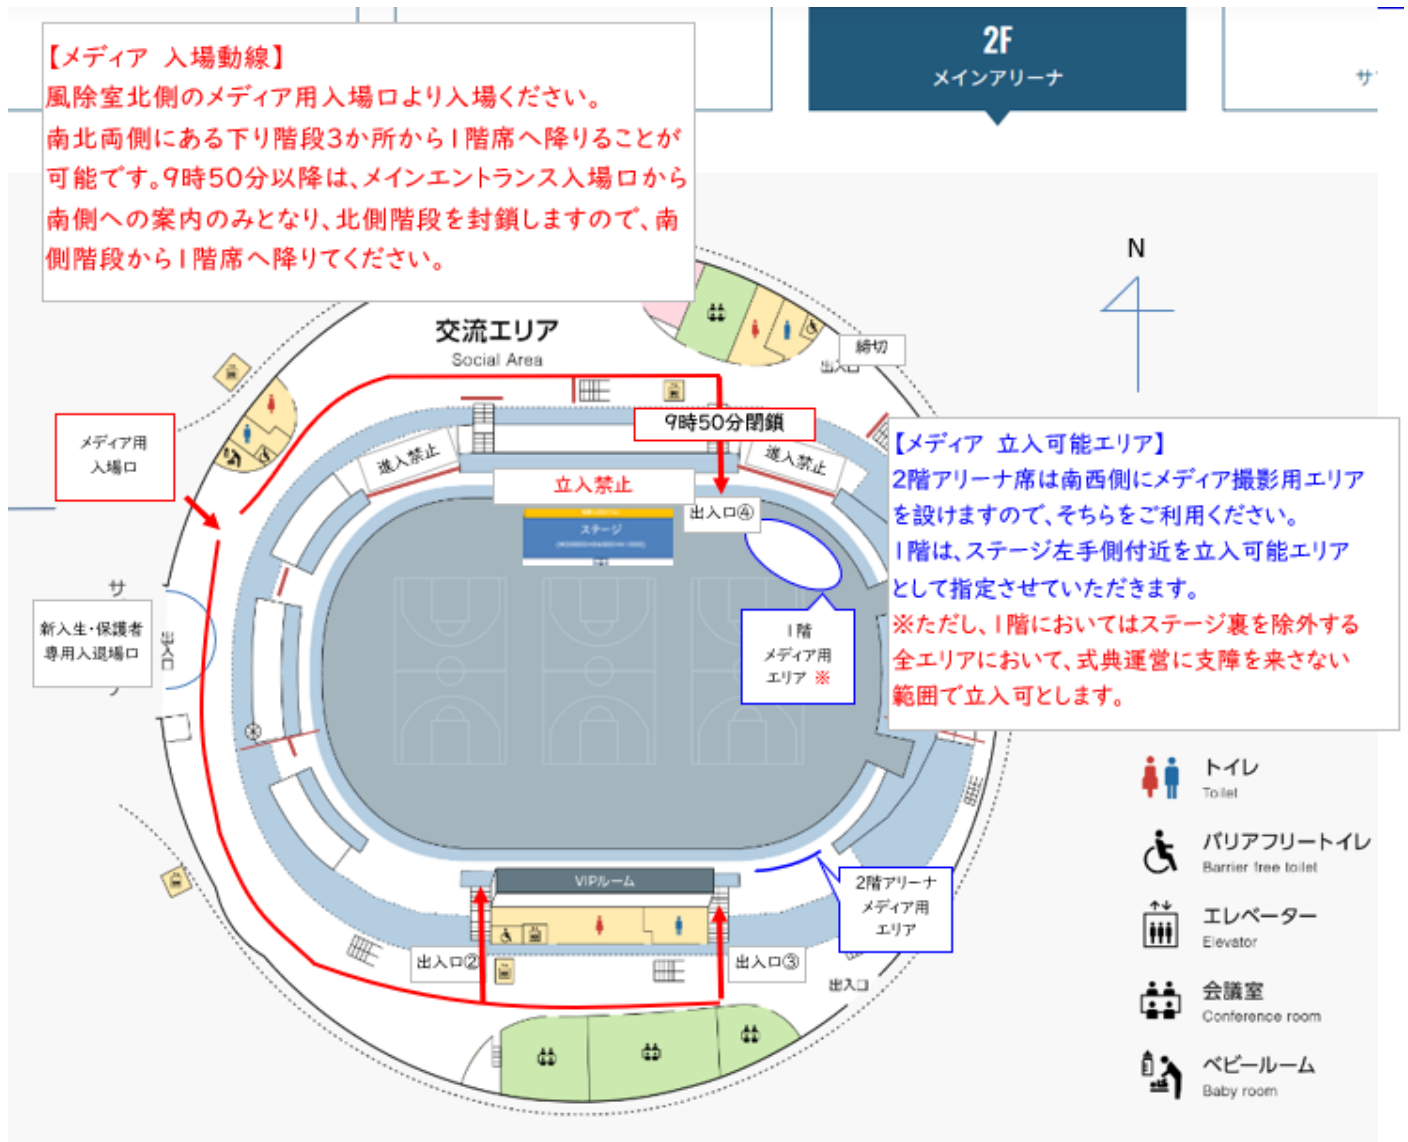 【メディア 入場動線】
風除室北側のメディア用入場口より入場ください。
南北両側にある下り階段3か所から1階席へ降りることが
可能です。9時50分以降は、メインエントランス入場口から
南側への案内のみとなり、北側階段を封鎖しますので、南
側階段から1階席へ降りてください。
2F
メインアリーナ
サ
N
交流エリア
Social Area
締切
出入口
メディア用
入場口
9時50分閉鎖
進入禁止
進入禁止
立入禁止
出入口④
ステージ
【メディア 立入可能エリア】
2階アリーナ席は南西側にメディア撮影用エリア
を設けますので、そちらをご利用ください。
1階は、ステージ左手側付近を立入可能エリア
として指定させていただきます。
※ただし、1階においてはステージ裏を除外する
全エリアにおいて、式典運営に支障を来さない
範囲で立入可とします。
サ
新入生・保護者
専用入退場口
出入口
1階
メディア用
エリア ※
VIPルーム
2階アリーナ
メディア用
エリア
出入口②
出入口③
出入口
トイレ
Toilet
バリアフリートイレ
Barrier free toilet
エレベーター
Elevator
会議室
Conference room
ベビールーム
Baby room